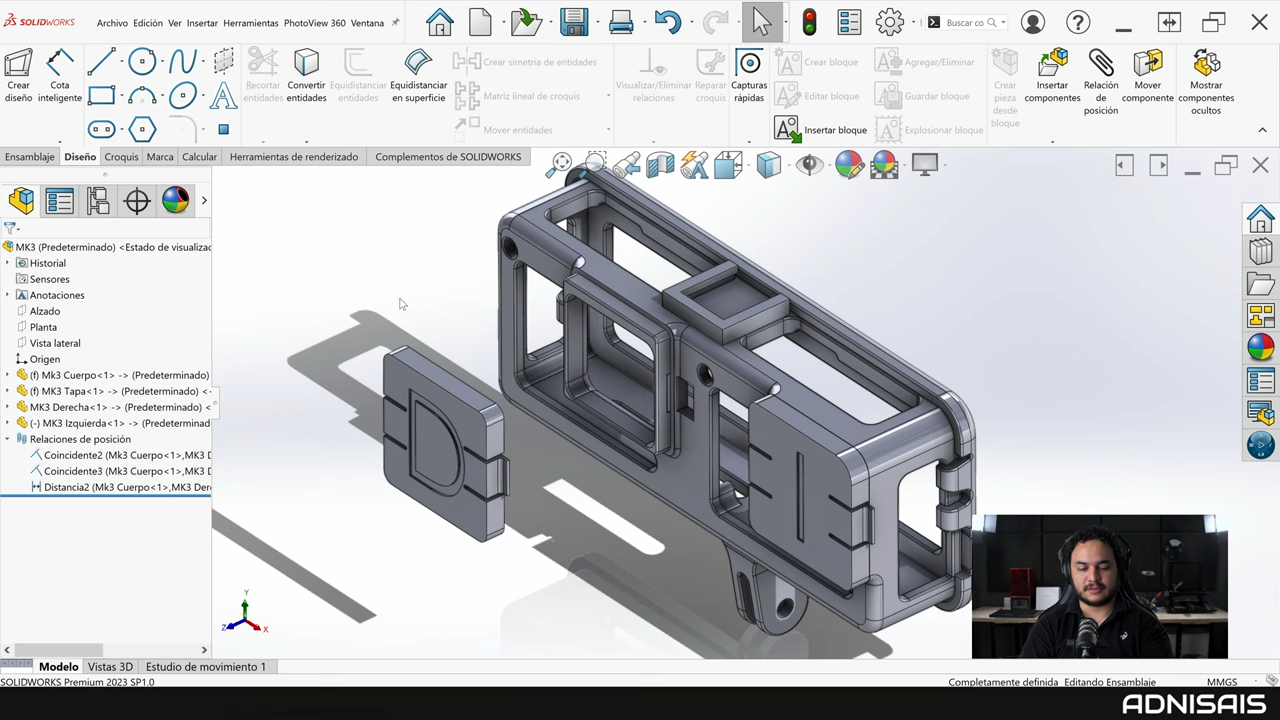 SOLIDWORKS
Archivo Edición Ver Insertar Herramientas PhotoView 360 Ventana
Buscar co
Crear diseño
Cota inteligente
Recortar entidades
Convertir entidades
Equidistanciar entidades
Equidistanciar en superficie
Crear simetría de entidades
Matriz lineal de croquis
Mover entidades
Visualizar/Eliminar relaciones
Reparar croquis
Capturas rápidas
Crear bloque
Editar bloque
Insertar bloque
Agregar/Eliminar
Guardar bloque
Explosionar bloque
Crear pieza desde bloque
Insertar componentes
Relación de posición
Mover componente
Mostrar componentes ocultos
Ensamblaje Diseño Croquis Marca Calcular Herramientas de renderizado Complementos de SOLIDWORKS
MK3 (Predeterminado) <Estado de visualiza
Historial
Sensores
Anotaciones
Alzado
Planta
Vista lateral
Origen
(f) Mk3 Cuerpo<1> -> (Predeterminado)
(f) MK3 Tapa<1> -> (Predeterminado) <
MK3 Derecha<1> -> (Predeterminado) <
(-) MK3 Izquierda<1> -> (Predeterminad
Relaciones de posición
Coincidente2 (Mk3 Cuerpo<1>,MK3 D
Coincidente3 (Mk3 Cuerpo<1>,MK3 D
Distancia2 (Mk3 Cuerpo<1>,MK3 Der
D
I
Y
Z
X
Modelo Vistas 3D Estudio de movimiento 1
SOLIDWORKS Premium 2023 SP1.0
Completamente definida Editando Ensamblaje MMGS
ADNISAIS